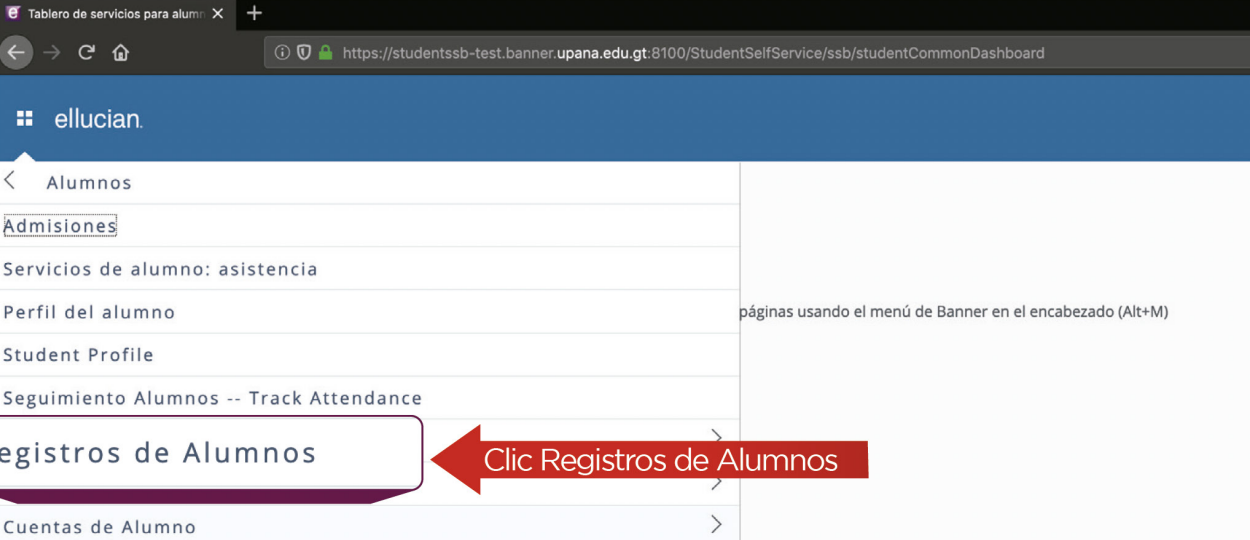 Tablero de servicios para alumn
https://studentssb-test.banner.upana.edu.gt:8100/StudentSelfService/ssb/studentCommonDashboard
ellucian.
Alumnos
Admisiones
Servicios de alumno: asistencia
Perfil del alumno
páginas usando el menú de Banner en el encabezado (Alt+M)
Student Profile
Seguimiento Alumnos -- Track Attendance
egistros de Alumnos
Clic Registros de Alumnos
Cuentas de Alumno